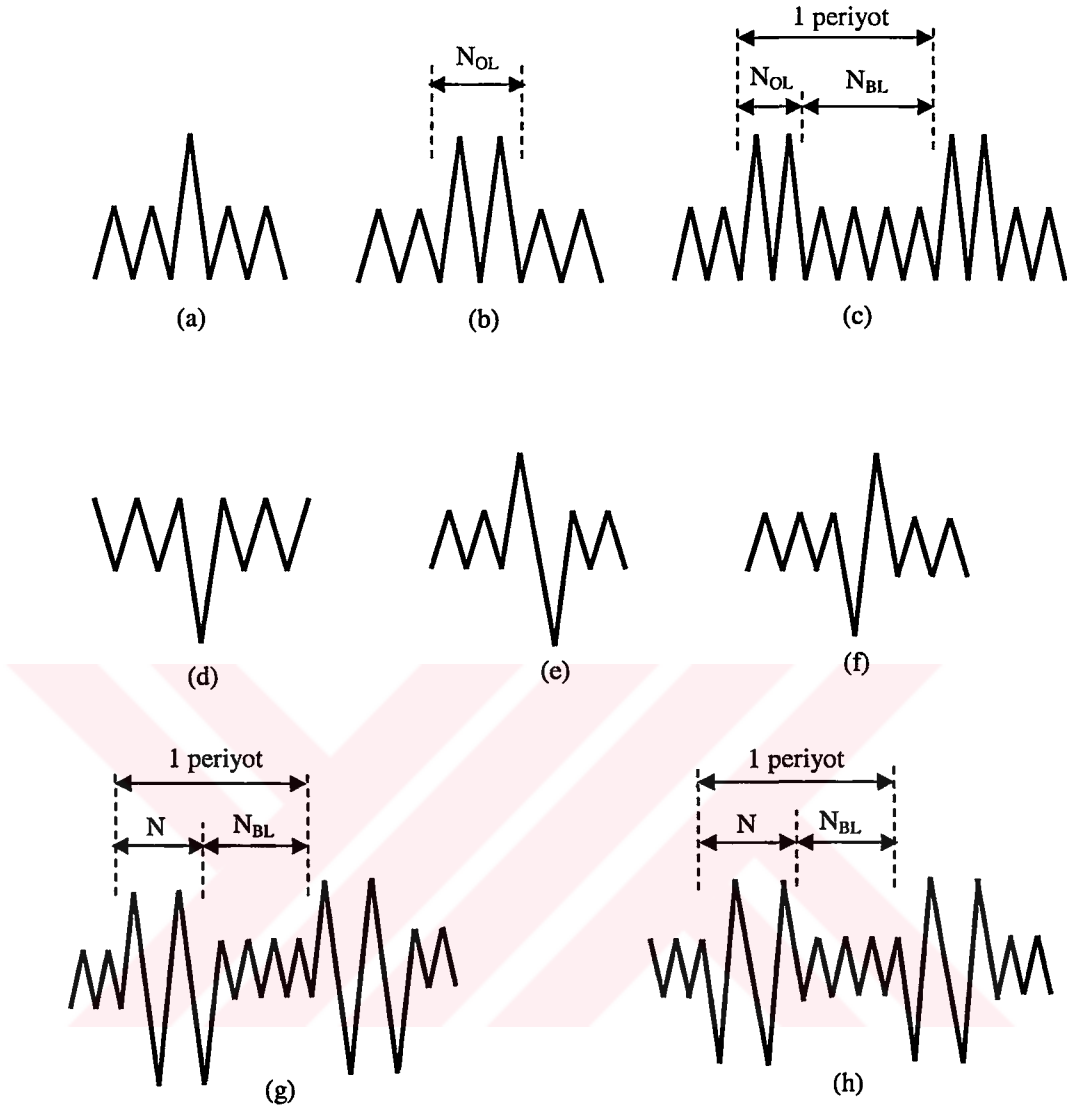 1 periyot
N_OL
N_OL N_BL
(a) (b) (c)
(d) (e) (f)
1 periyot 1 periyot
N N_BL N N_BL
(g) (h)